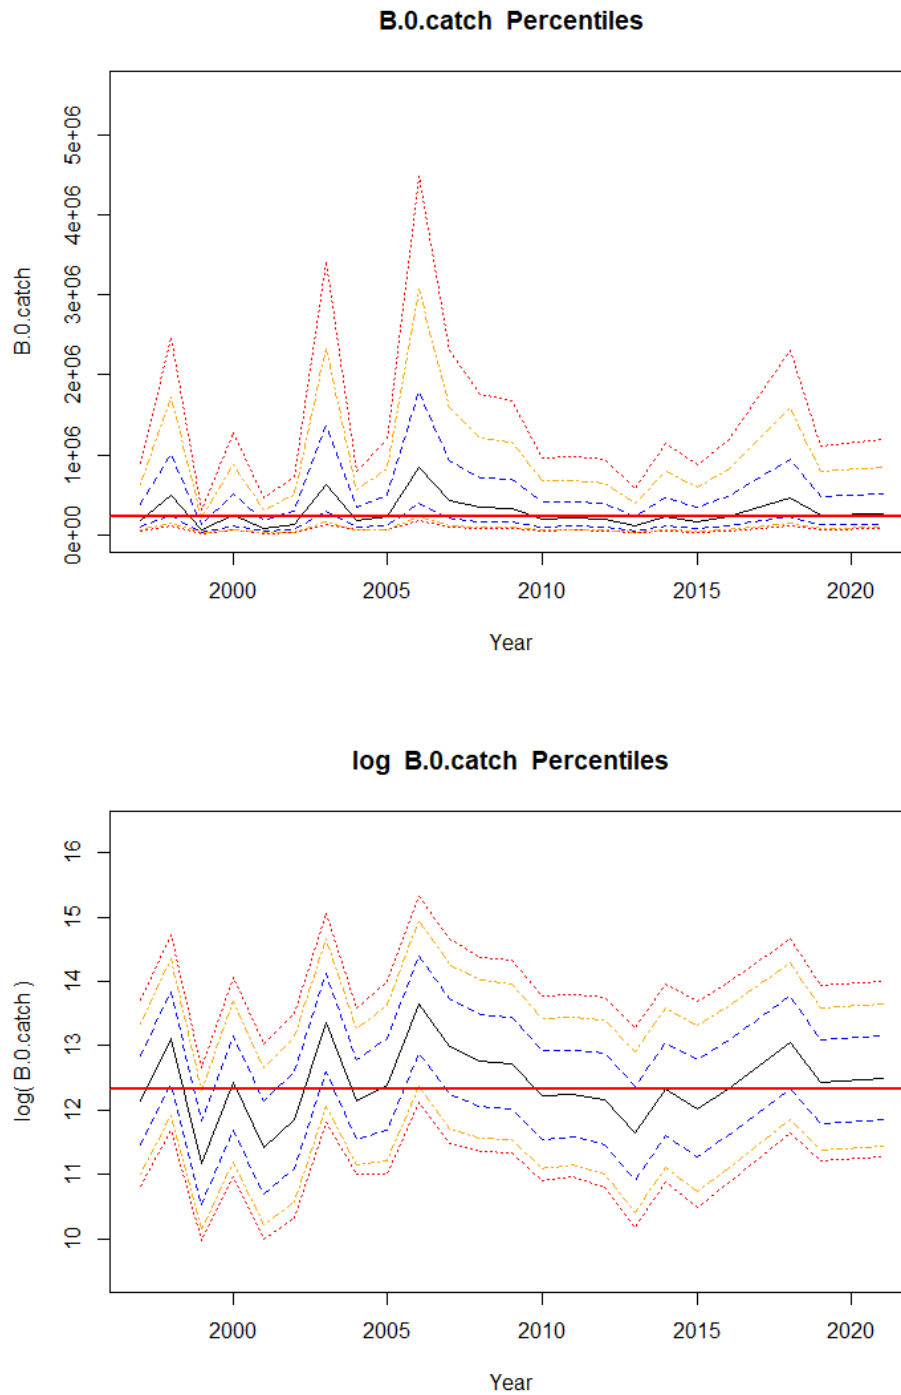 B.0.catch Percentiles
5e+06
4e+06
3e+06
2e+06
1e+06
0e+00
B.0.catch
2000 2005 2010 2015 2020
Year
log B.0.catch Percentiles
16
15
14
13
12
11
10
log( B.0.catch )
2000 2005 2010 2015 2020
Year